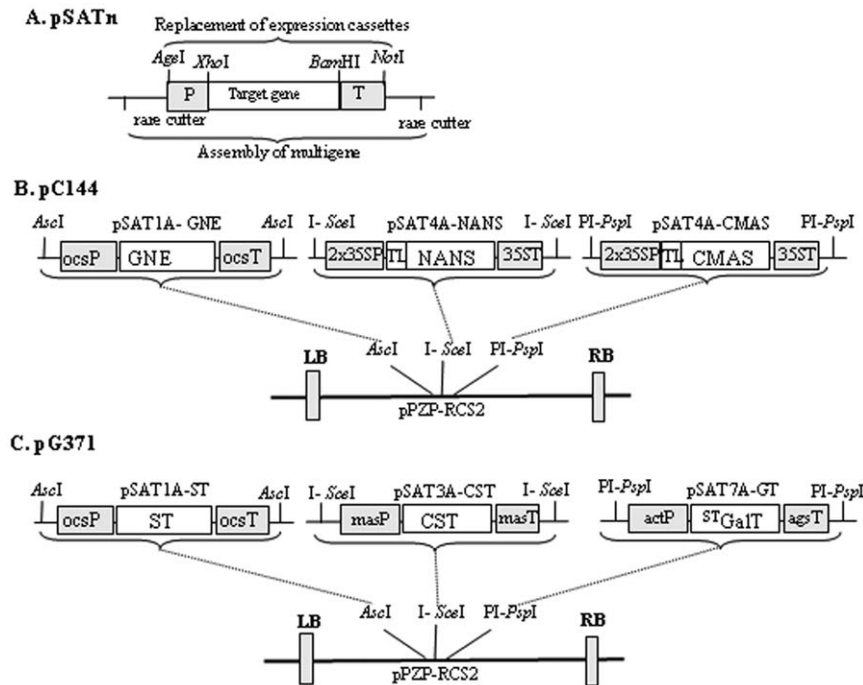 A. pSATn
Replacement of expression cassettes
AgeI XhoI BamHI NotI
P Target gene T
rare cutter rare cutter
Assembly of multigene
B. pC144
AscI pSAT1A- GNE AscI I- SceI pSAT4A-NANS I- SceI PI-PspI pSAT4A-CMAS PI-PspI
ocsP GNE ocsT 2x35SP TL NANS 35ST 2x35SP TL CMAS 35ST
AscI I- SceI PI-PspI
LB RB
pPZP-RCS2
C. pG371
AscI pSAT1A-ST AscI I- SceI pSAT3A-CST I- SceI PI-PspI pSAT7A-GT PI-PspI
ocsP ST ocsT masP CST masT actP STGalT agsT
AscI I- SceI PI-PspI
LB RB
pPZP-RCS2